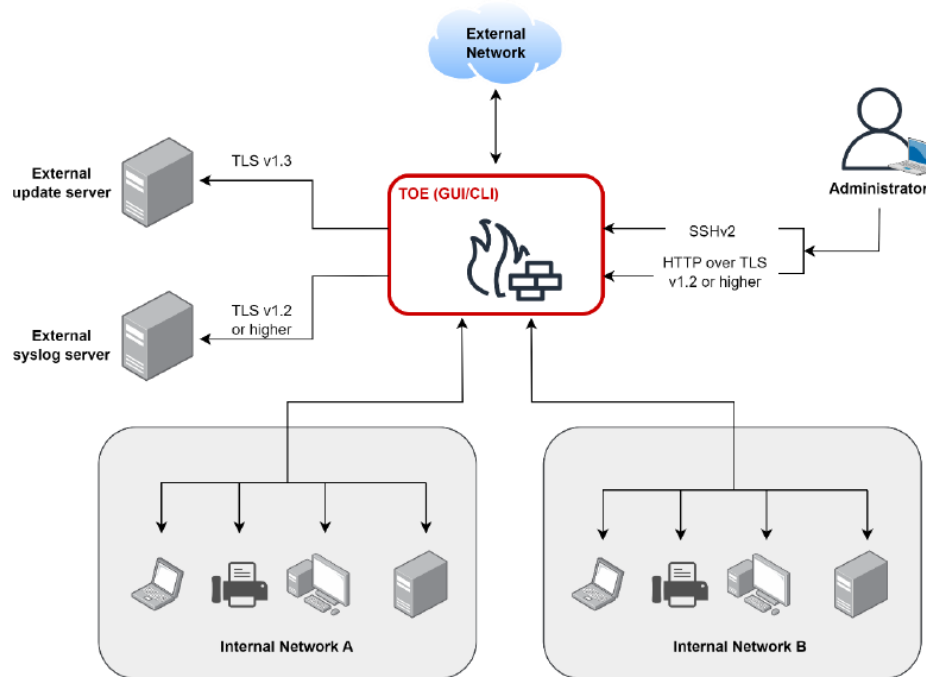 External
Network
TLS v1.3
External
update server
TOE (GUI/CLI)
Administrator
SSHv2
HTTP over TLS
v1.2 or higher
TLS v1.2
or higher
External
syslog server
Internal Network A
Internal Network B